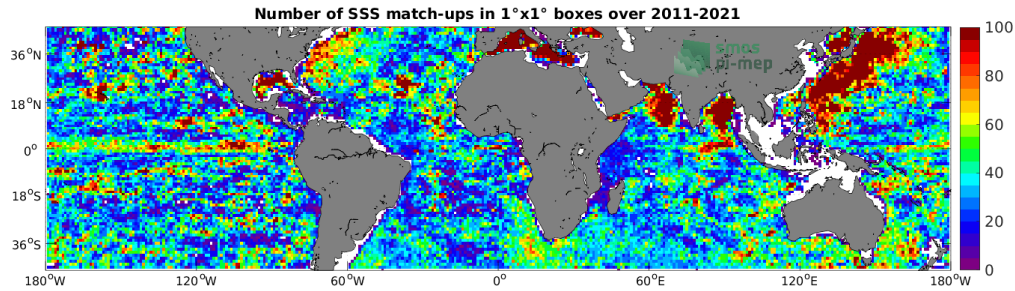 Number of SSS match-ups in 1°x1° boxes over 2011-2021
100
36°N
smos
pi-mep
80
18°N
60
0°
40
18°S
20
36°S
0
180°W 120°W 60°W 0° 60°E 120°E 180°W